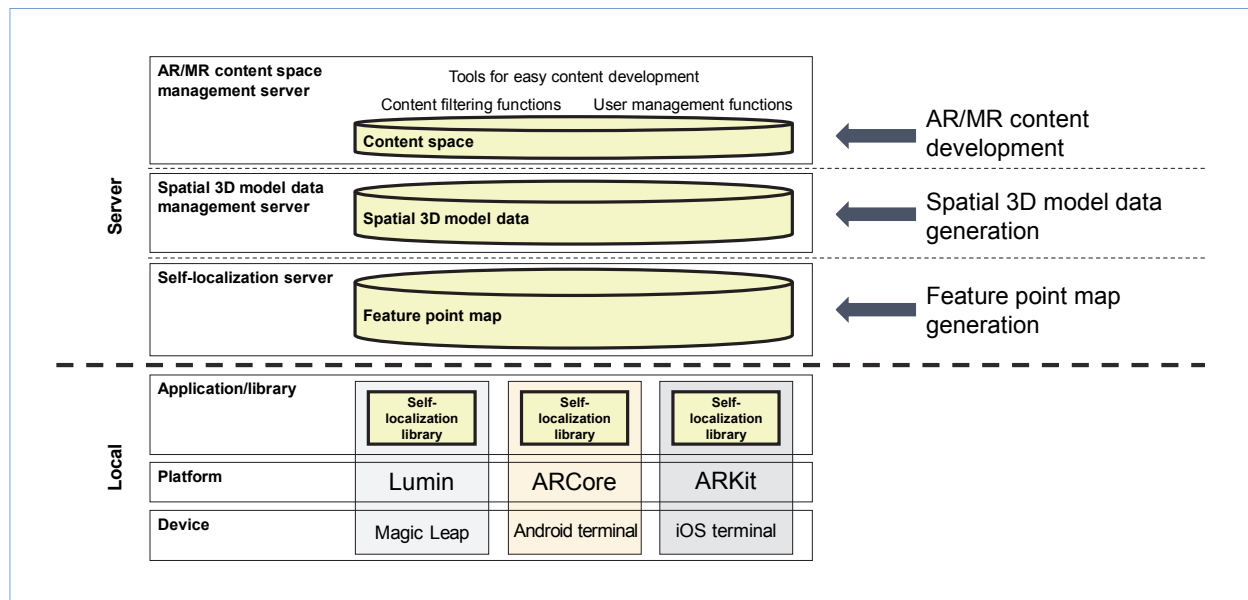 AR/MR content space
management server
Tools for easy content development
Content filtering functions
User management functions
Content space
AR/MR content
development
Server
Spatial 3D model data
management server
Spatial 3D model data
Spatial 3D model data
generation
Self-localization server
Feature point map
Feature point map
generation
Local
Application/library
Self-
localization
library
Self-
localization
library
Self-
localization
library
Platform
Lumin
ARCore
ARKit
Device
Magic Leap
Android terminal
iOS terminal